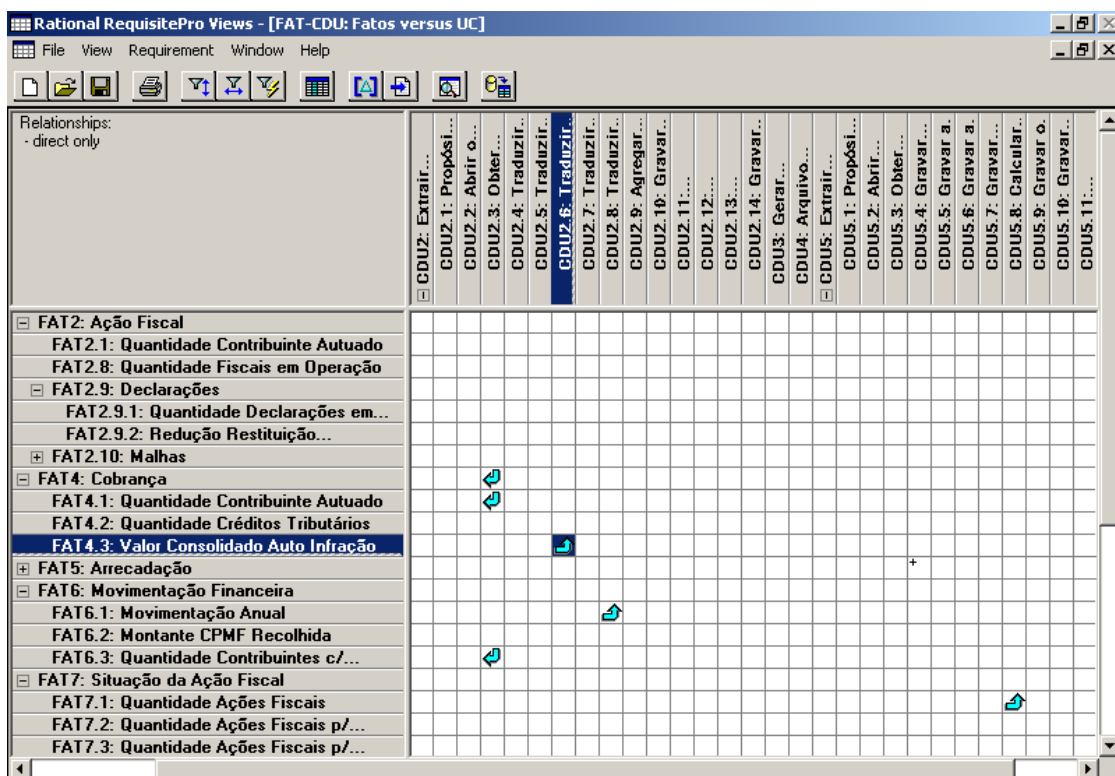 Rational RequisitePro Views - [FAT-CDU: Fatos versus UC]
File View Requirement Window Help
Relationships:
- direct only
CDU2: Extrair...
CDU2.1: Propósi...
CDU2.2: Abrir o...
CDU2.3: Obter...
CDU2.4: Traduzir..
CDU2.5: Traduzir..
CDU2.6: Traduzir..
CDU2.7: Traduzir..
CDU2.8: Traduzir..
CDU2.9: Agregar...
CDU2.10: Gravar..
CDU2.11:...
CDU2.12:...
CDU2.13:...
CDU2.14: Gravar..
CDU3: Gerar...
CDU4: Arquivo...
CDU5: Extrair...
CDU5.1: Propósi...
CDU5.2: Abrir...
CDU5.3: Obter...
CDU5.4: Gravar...
CDU5.5: Gravar a.
CDU5.6: Gravar a.
CDU5.7: Gravar...
CDU5.8: Calcular..
CDU5.9: Gravar o.
CDU5.10: Gravar..
CDU5.11:...
FAT2: Ação Fiscal
FAT2.1: Quantidade Contribuinte Autuado
FAT2.8: Quantidade Fiscais em Operação
FAT2.9: Declarações
FAT2.9.1: Quantidade Declarações em...
FAT2.9.2: Redução Restituição...
FAT2.10: Malhas
FAT4: Cobrança
FAT4.1: Quantidade Contribuinte Autuado
FAT4.2: Quantidade Créditos Tributários
FAT4.3: Valor Consolidado Auto Infração
FAT5: Arrecadação
FAT6: Movimentação Financeira
FAT6.1: Movimentação Anual
FAT6.2: Montante CPMF Recolhida
FAT6.3: Quantidade Contribuintes c/...
FAT7: Situação da Ação Fiscal
FAT7.1: Quantidade Ações Fiscais
FAT7.2: Quantidade Ações Fiscais p/...
FAT7.3: Quantidade Ações Fiscais p/...